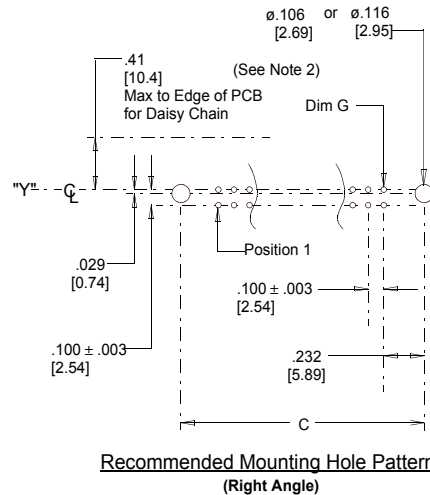 ø.106 or ø.116
[2.69] [2.95]
.41
[10.4]
Max to Edge of PCB
for Daisy Chain
(See Note 2)
Dim G
"Y" ℄
Position 1
.029
[0.74]
.100 ± .003
[2.54]
.100 ± .003
[2.54]
.232
[5.89]
C
Recommended Mounting Hole Pattern
(Right Angle)